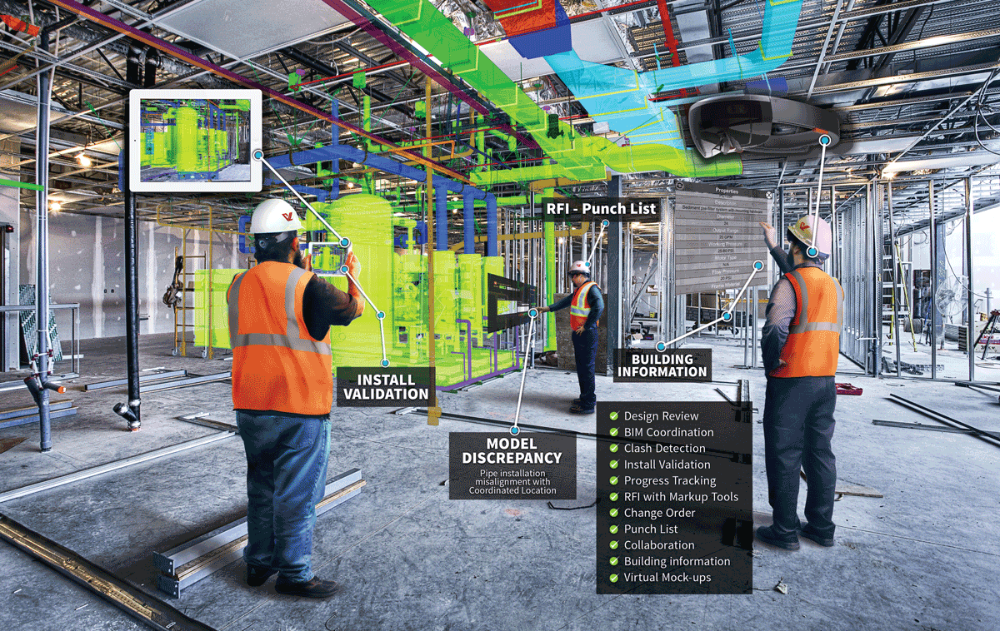 RFI - Punch List
Properties
INSTALL
VALIDATION
BUILDING
INFORMATION
MODEL
DISCREPANCY
Pipe installation
misalignment with
Coordinated Location
Design Review
BIM Coordination
Clash Detection
Install Validation
Progress Tracking
RFI with Markup Tools
Change Order
Punch List
Collaboration
Building information
Virtual Mock-ups